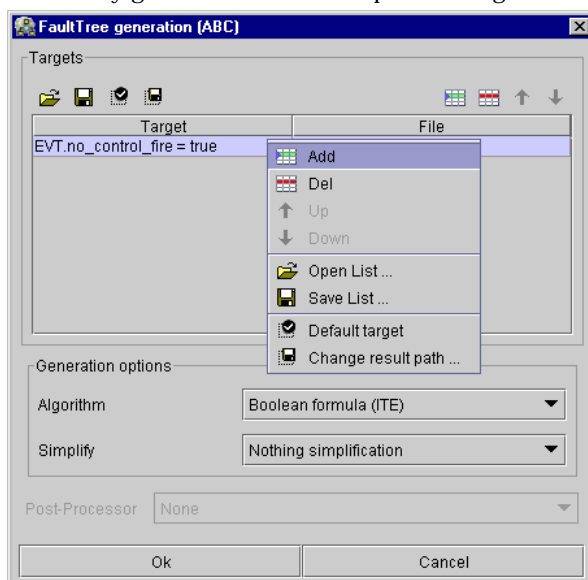 FaultTree generation (ABC)
Targets
Target File
EVT.no_control_fire = true
Add
Del
Up
Down
Open List ...
Save List ...
Default target
Change result path ...
Generation options
Algorithm Boolean formula (ITE)
Simplify Nothing simplification
Post-Processor None
Ok Cancel